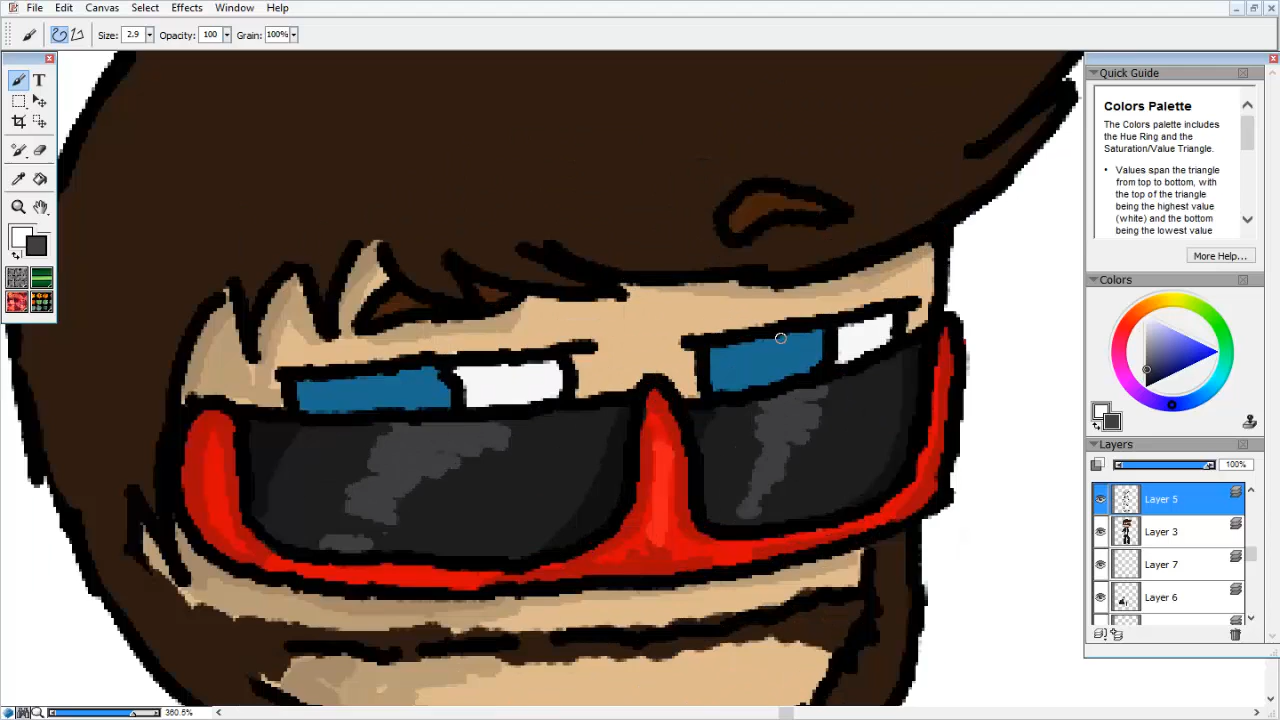 File Edit Canvas Select Effects Window Help
Size: 2.9 Opacity: 100 Grain: 100%
T
Quick Guide
Colors Palette
The Colors palette includes
the Hue Ring and the
Saturation/Value Triangle.
• Values span the triangle
from top to bottom, with
the top of the triangle
being the highest value
(white) and the bottom
being the lowest value
More Help...
Colors
Layers
100%
Layer 5
Layer 3
Layer 7
Layer 6
360.6%